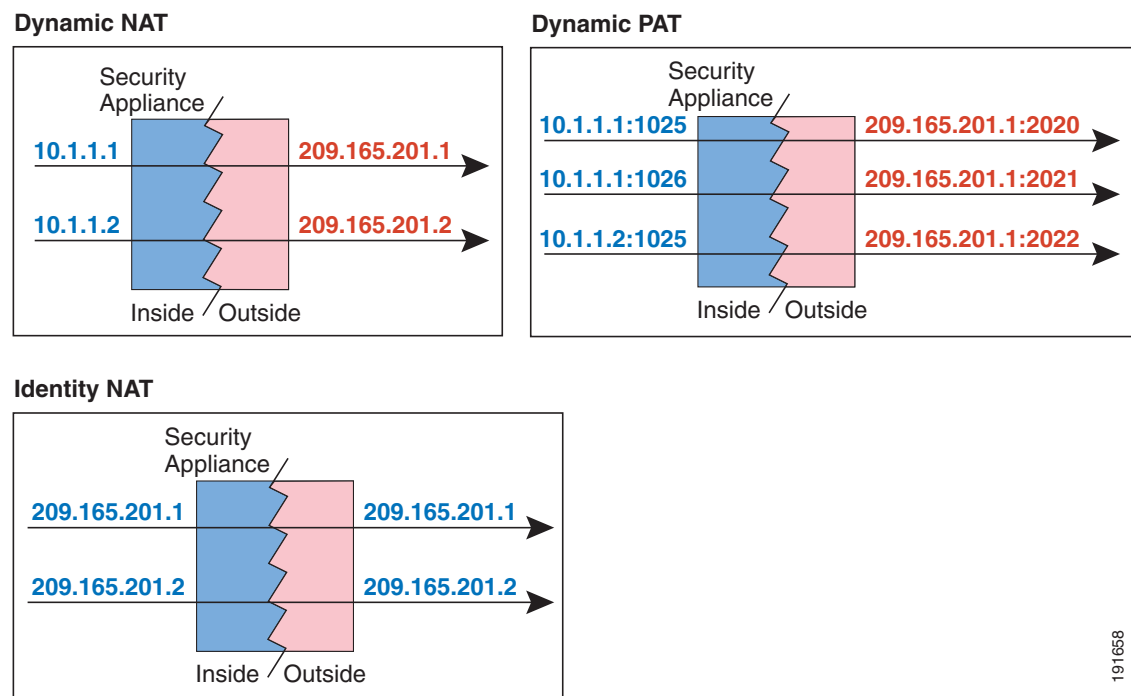 Dynamic NAT
Security
Appliance
10.1.1.1
209.165.201.1
10.1.1.2
209.165.201.2
Inside
Outside
Dynamic PAT
Security
Appliance
10.1.1.1:1025
209.165.201.1:2020
10.1.1.1:1026
209.165.201.1:2021
10.1.1.2:1025
209.165.201.1:2022
Inside
Outside
Identity NAT
Security
Appliance
209.165.201.1
209.165.201.1
209.165.201.2
209.165.201.2
Inside
Outside
191658